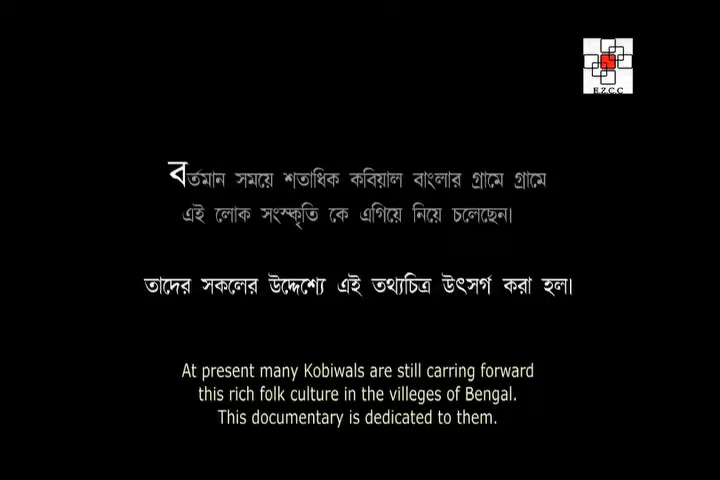 EZCC
বর্তমান সময়ে শতাধিক কবিয়াল বাংলার গ্রামে গ্রামে
এই লোক সংস্কৃতি কে এগিয়ে নিয়ে চলেছেন।
তাদের সকলের উদ্দেশ্যে এই তথ্যচিত্র উৎসর্গ করা হল।
At present many Kobiwals are still carring forward
this rich folk culture in the villeges of Bengal.
This documentary is dedicated to them.